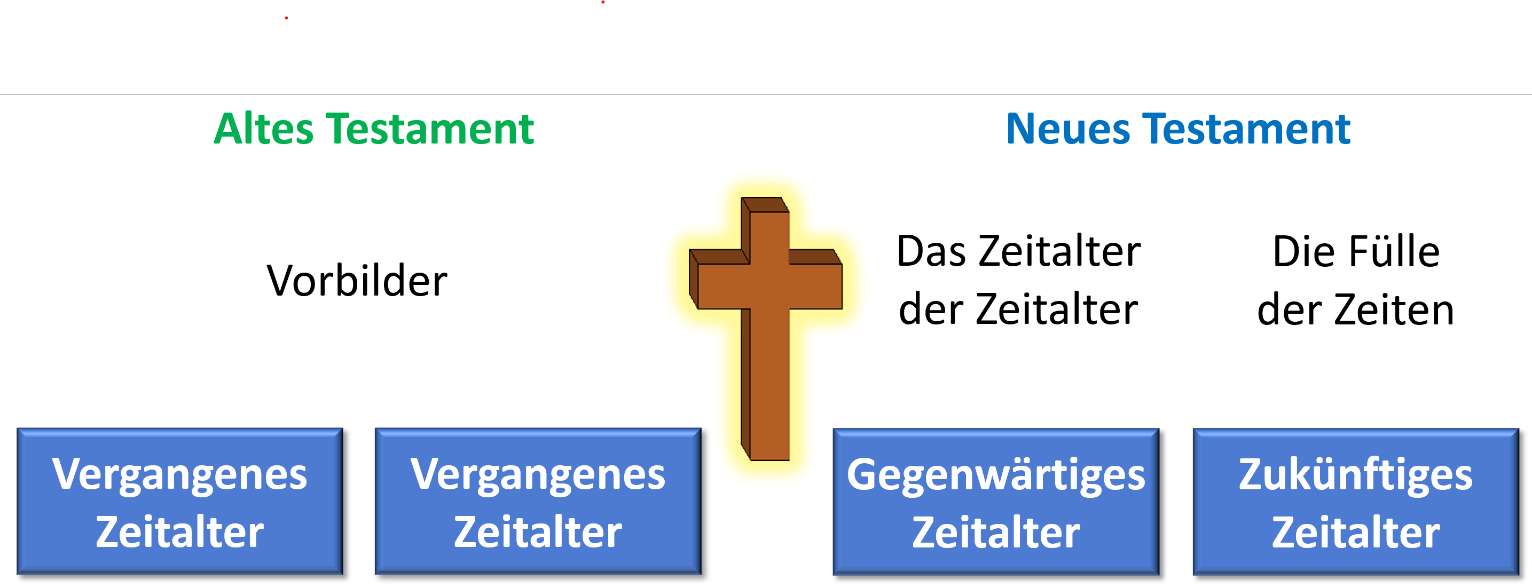 Altes Testament
Neues Testament
Vorbilder
Das Zeitalter
der Zeitalter
Die Fülle
der Zeiten
Vergangenes
Zeitalter
Vergangenes
Zeitalter
Gegenwärtiges
Zeitalter
Zukünftiges
Zeitalter